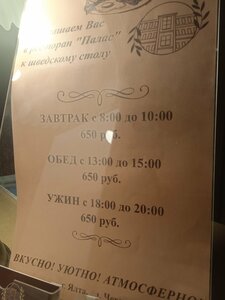 Вас
в ресторан "Палас"
к шведскому столу
ЗАВТРАК с 8:00 до 10:00
650 руб.
ОБЕД с 13:00 до 15:00
650 руб.
УЖИН с 18:00 до 20:00
650 руб.
ВКУСНО! УЮТНО! АТМОСФЕРНО
г. Ялта,